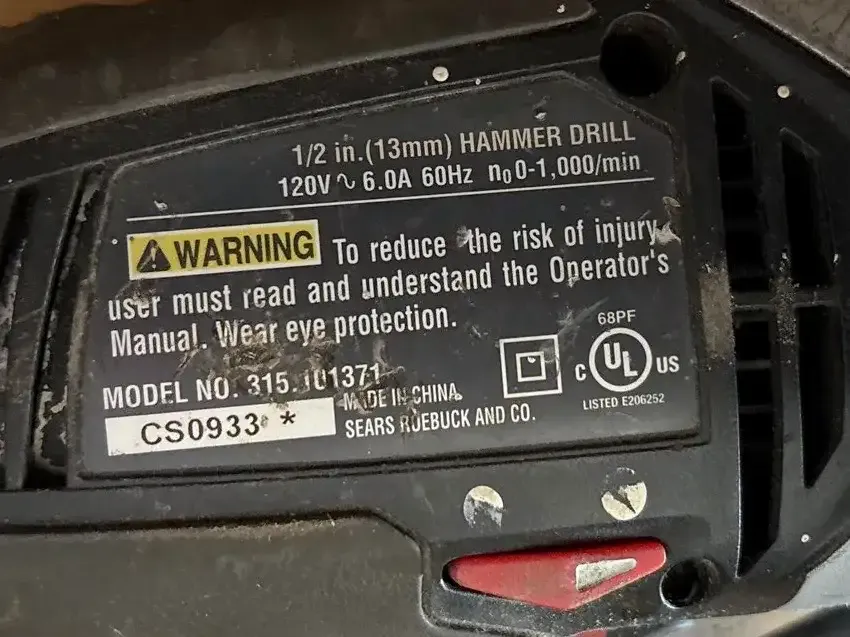 1/2 in.(13mm) HAMMER DRILL
120V ∿ 6.0A 60Hz n₀ 0-1,000/min
⚠ WARNING To reduce the risk of injury
user must read and understand the Operator's
Manual. Wear eye protection.
MODEL NO. 315.101371
CS0933 *
MADE IN CHINA
SEARS ROEBUCK AND CO.
68PF
C UL US
LISTED E206252